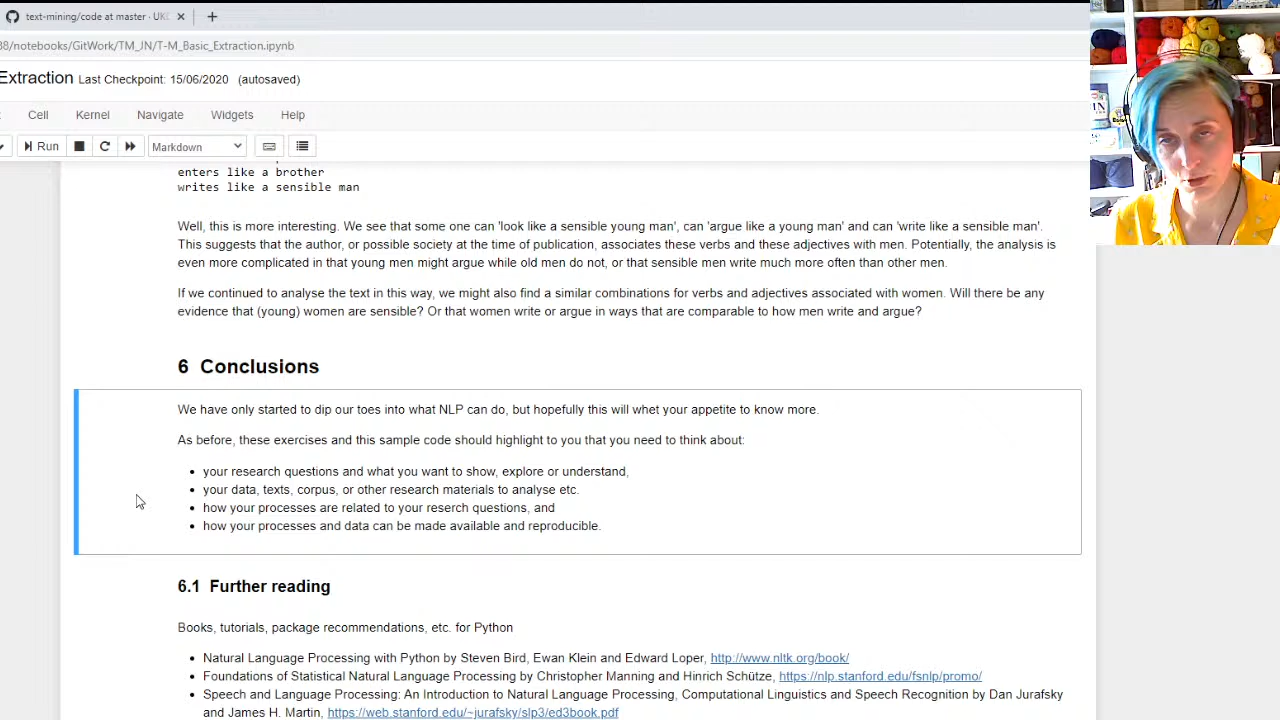 text-mining/code at master · UKD
38/notebooks/GitWork/TM_JN/T-M_Basic_Extraction.ipynb
Extraction Last Checkpoint: 15/06/2020 (autosaved)
Cell Kernel Navigate Widgets Help
Run Markdown
enters like a brother
writes like a sensible man
Well, this is more interesting. We see that some one can 'look like a sensible young man', can 'argue like a young man' and can 'write like a sensible man'.
This suggests that the author, or possible society at the time of publication, associates these verbs and these adjectives with men. Potentially, the analysis is
even more complicated in that young men might argue while old men do not, or that sensible men write much more often than other men.
If we continued to analyse the text in this way, we might also find a similar combinations for verbs and adjectives associated with women. Will there be any
evidence that (young) women are sensible? Or that women write or argue in ways that are comparable to how men write and argue?
6 Conclusions
We have only started to dip our toes into what NLP can do, but hopefully this will whet your appetite to know more.
As before, these exercises and this sample code should highlight to you that you need to think about:
your research questions and what you want to show, explore or understand,
your data, texts, corpus, or other research materials to analyse etc.
how your processes are related to your reserch questions, and
how your processes and data can be made available and reproducible.
6.1 Further reading
Books, tutorials, package recommendations, etc. for Python
Natural Language Processing with Python by Steven Bird, Ewan Klein and Edward Loper, http://www.nltk.org/book/
Foundations of Statistical Natural Language Processing by Christopher Manning and Hinrich Schütze, https://nlp.stanford.edu/fsnlp/promo/
Speech and Language Processing: An Introduction to Natural Language Processing, Computational Linguistics and Speech Recognition by Dan Jurafsky
and James H. Martin, https://web.stanford.edu/~jurafsky/slp3/ed3book.pdf